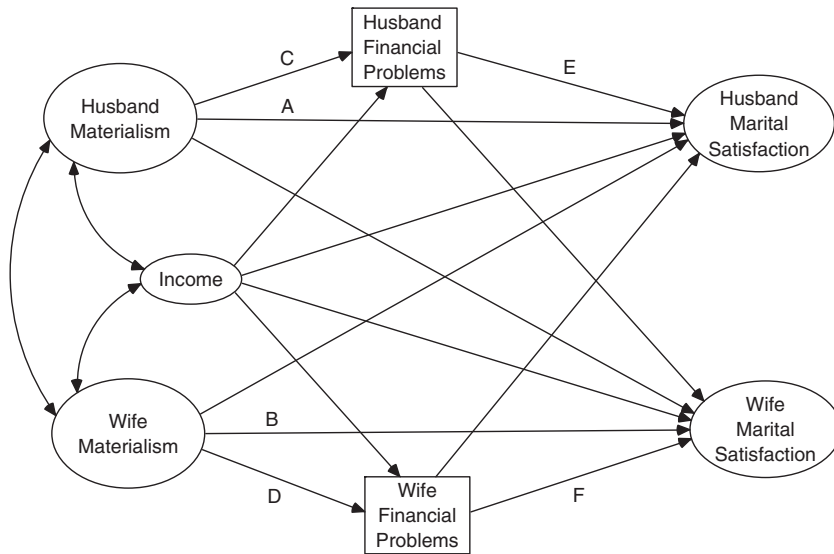 Husband
Financial
Problems
C
E
Husband
Materialism
A
Husband
Marital
Satisfaction
Income
Wife
Materialism
B
Wife
Marital
Satisfaction
D
Wife
Financial
Problems
F